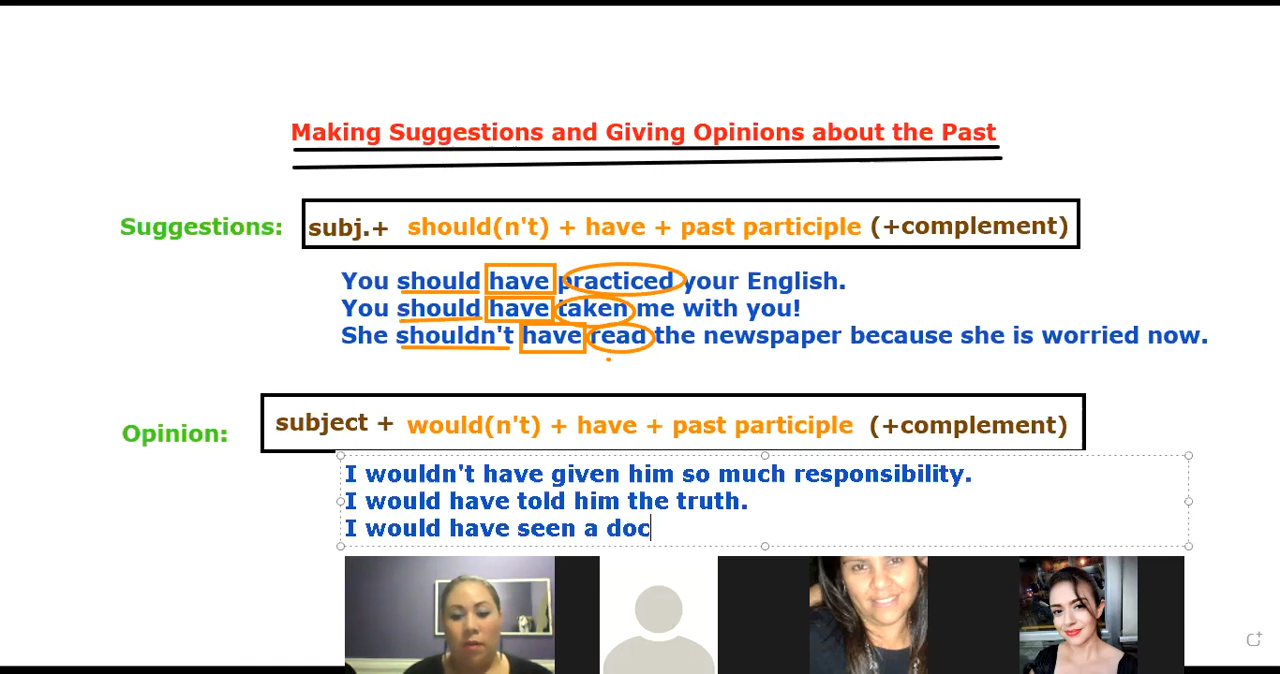 Making Suggestions and Giving Opinions about the Past
Suggestions: subj.+ should(n't) + have + past participle (+complement)
You should have practiced your English.
You should have taken me with you!
She shouldn't have read the newspaper because she is worried now.
Opinion: subject + would(n't) + have + past participle (+complement)
I wouldn't have given him so much responsibility.
I would have told him the truth.
I would have seen a doc